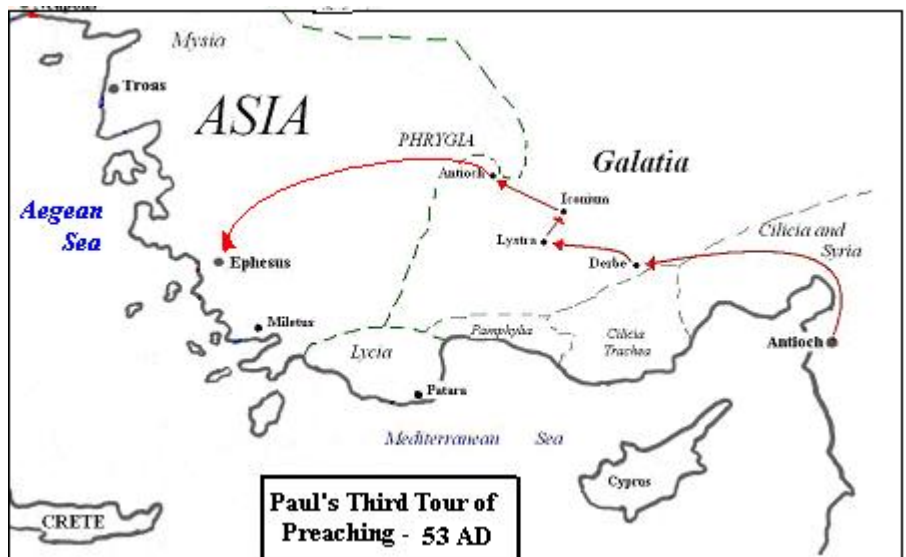 Mysia
Troas
ASIA
PHRYGIA
Antioch
Galatia
Iconium
Aegean
Sea
Lystra
Cilicia and
Syria
Ephesus
Derbe
Miletus
Pamphylia
Cilicia
Trachea
Antioch
Lycia
Patara
Mediterranean Sea
Cyprus
Paul's Third Tour of
Preaching - 53 AD
CRETE